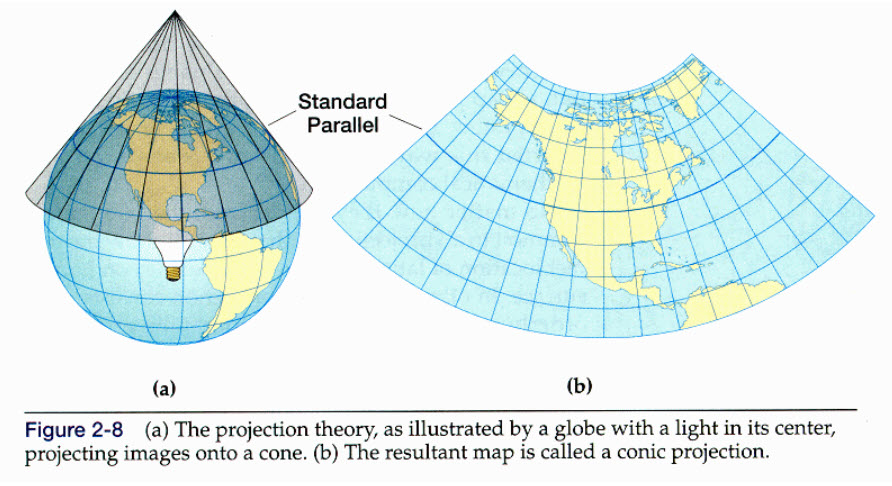 Standard
Parallel
(a)
(b)
Figure 2-8 (a) The projection theory, as illustrated by a globe with a light in its center,
projecting images onto a cone. (b) The resultant map is called a conic projection.